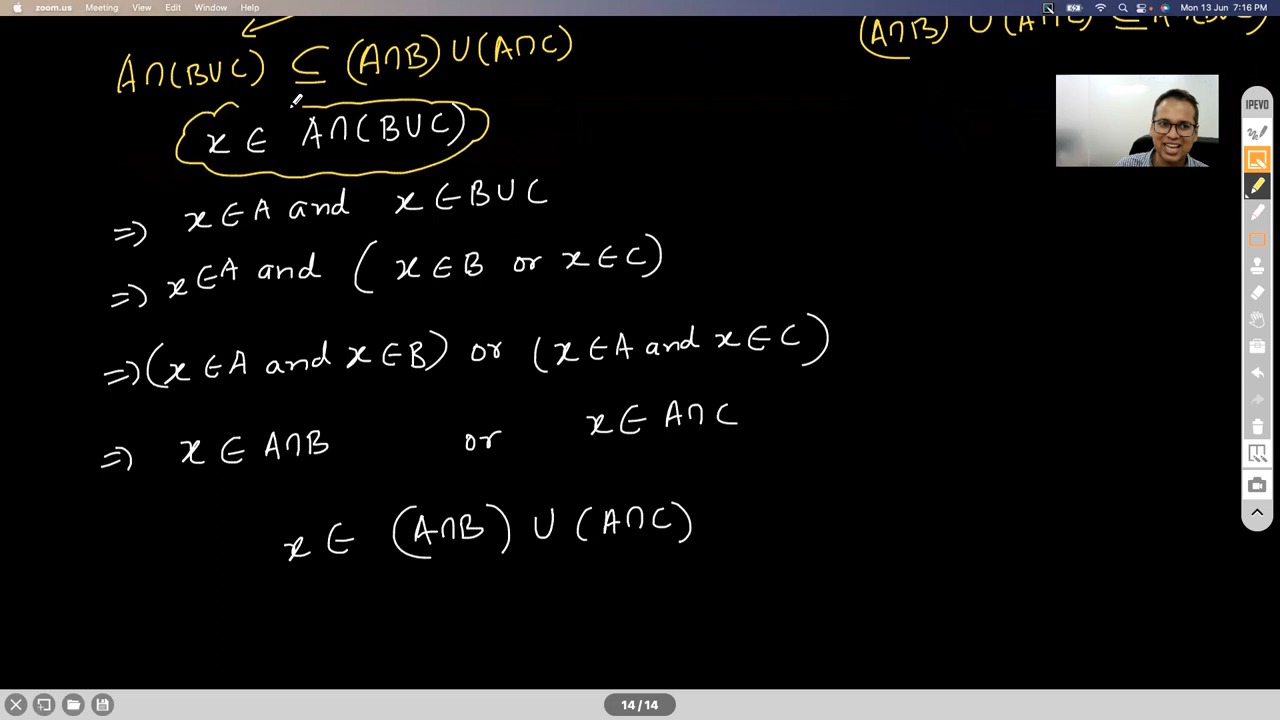 zoom.us Meeting View Edit Window Help Mon 13 Jun 7:16 PM
A∩(B∪C) ⊆ (A∩B)∪(A∩C)
(A∩B) ∪ (A∩C) ⊆ A∩(B∪C)
x ∈ A∩(B∪C)
IPEVO
⇒ x∈A and x∈B∪C
⇒ x∈A and (x∈B or x∈C)
⇒ (x∈A and x∈B) or (x∈A and x∈C)
⇒ x∈A∩B or x∈A∩C
x∈ (A∩B) ∪ (A∩C)
14/14